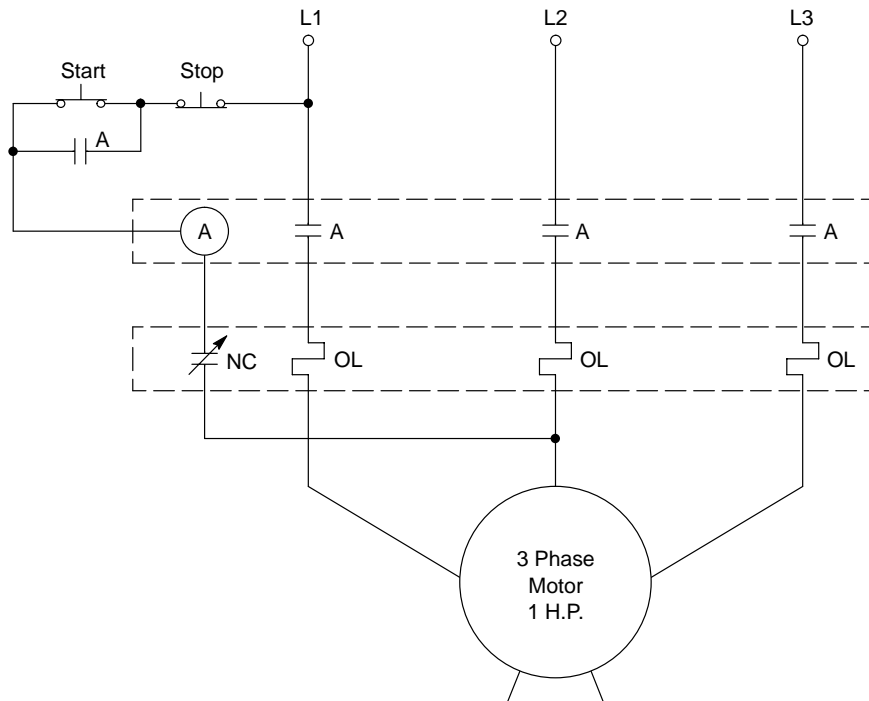 L1
L2
L3
Start
Stop
A
A
A
A
A
NC
OL
OL
OL
3 Phase
Motor
1 H.P.